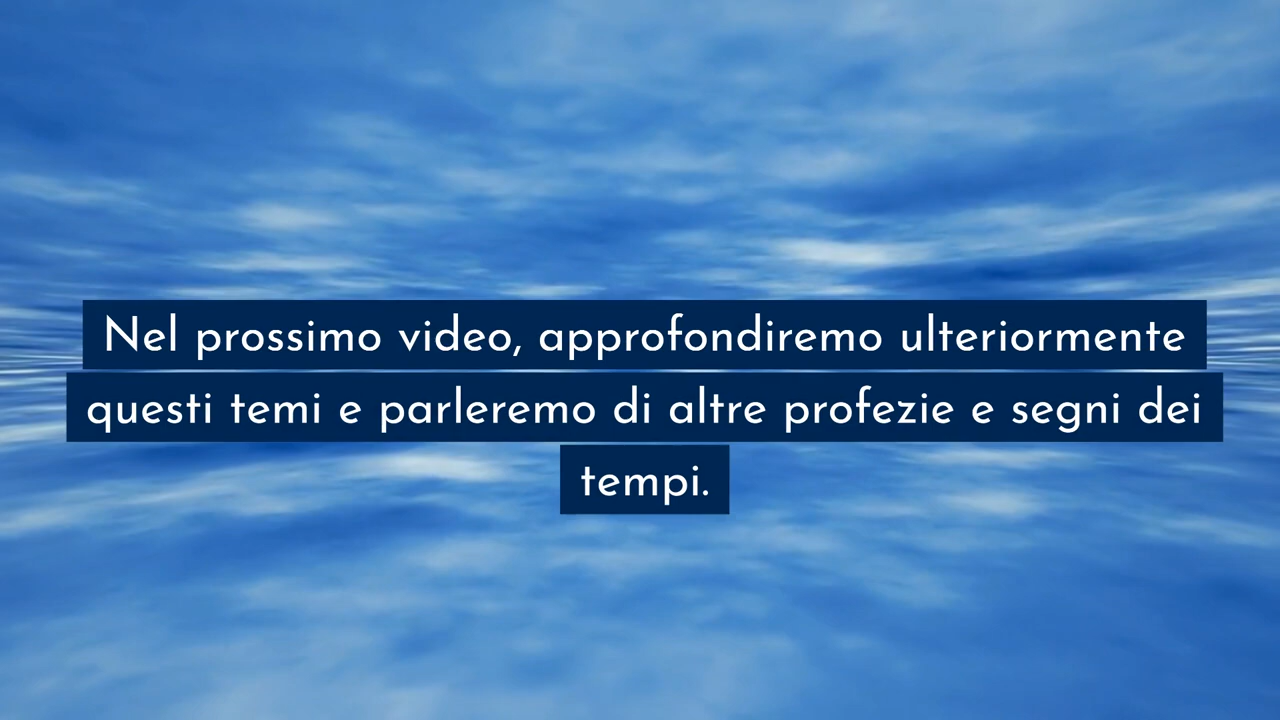 Nel prossimo video, approfondiremo ulteriormente
questi temi e parleremo di altre profezie e segni dei
tempi.